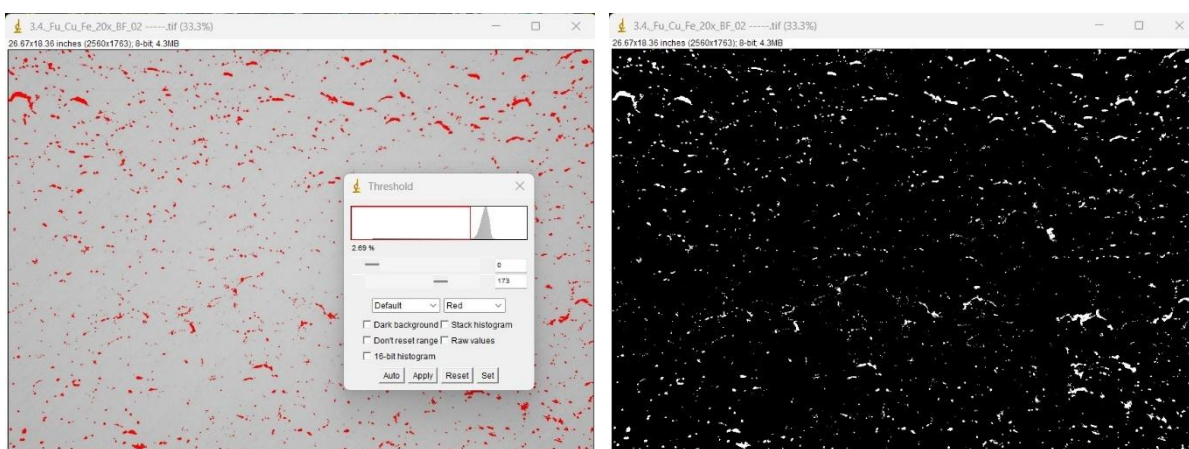 3.4._Fu_Cu_Fe_20x_BF_02 -----.tif (33.3%)
26.67x18.36 inches (2560x1763); 8-bit; 4.3MB
Threshold
2.69 %
0
173
Default Red
Dark background Stack histogram
Don't reset range Raw values
16-bit histogram
Auto Apply Reset Set
3.4._Fu_Cu_Fe_20x_BF_02 -----.tif (33.3%)
26.67x18.36 inches (2560x1763); 8-bit; 4.3MB